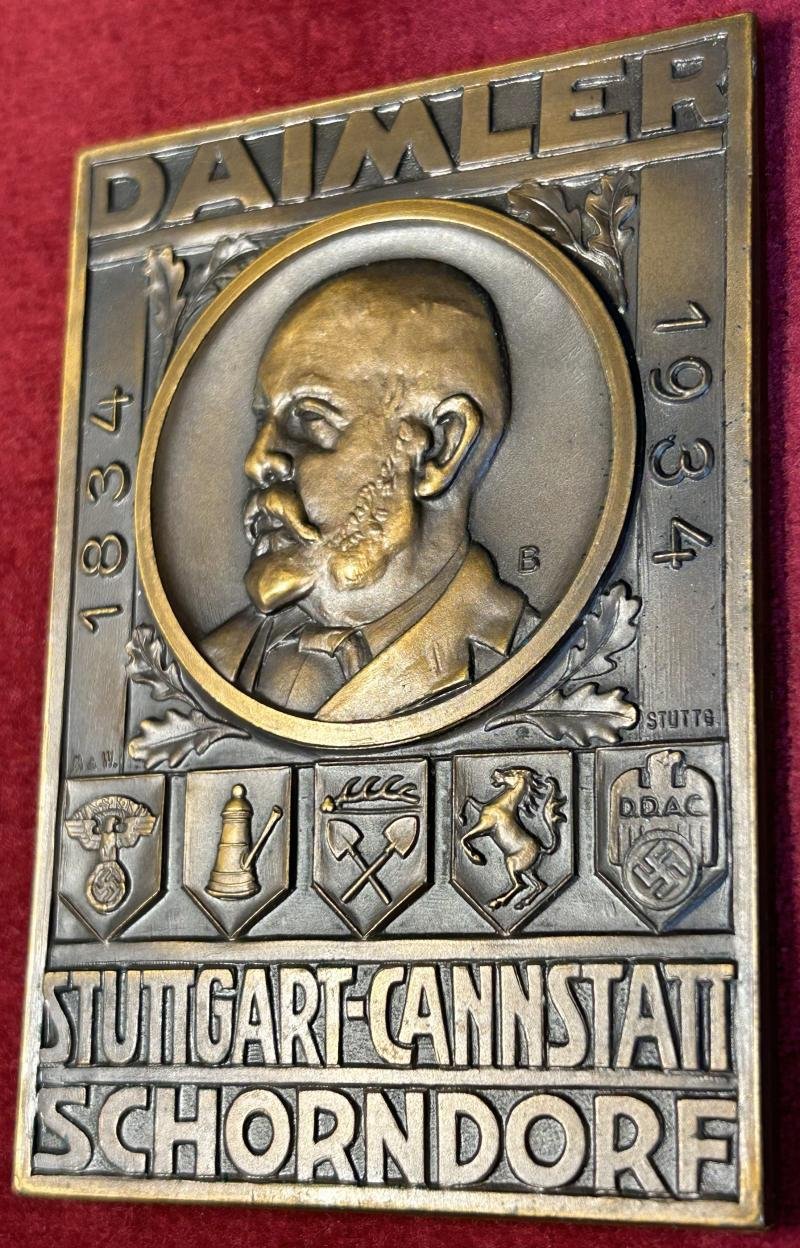 DAIMLER
1834
1934
B
STUTTG.
D.D.A.C
STUTTGART-CANNSTATT
SCHORNDORF